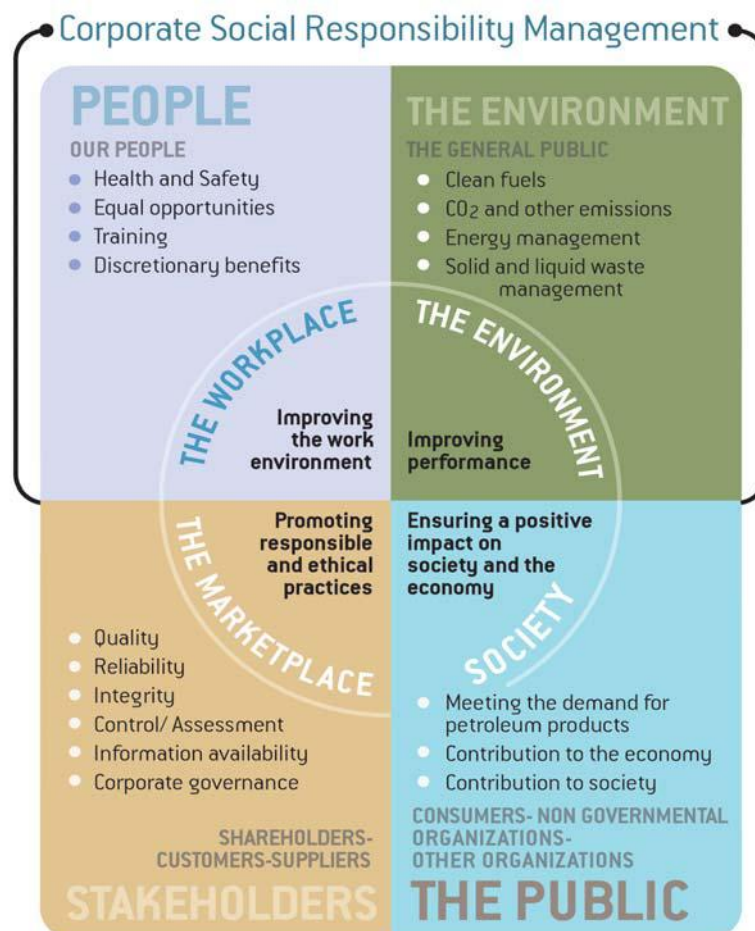 Corporate Social Responsibility Management
PEOPLE
OUR PEOPLE
Health and Safety
Equal opportunities
Training
Discretionary benefits
THE WORKPLACE
Improving
the work
environment
THE ENVIRONMENT
THE GENERAL PUBLIC
Clean fuels
CO₂ and other emissions
Energy management
Solid and liquid waste
management
THE ENVIRONMENT
Improving
performance
Promoting
responsible
and ethical
practices
THE MARKETPLACE
Quality
Reliability
Integrity
Control/ Assessment
Information availability
Corporate governance
SHAREHOLDERS-
CUSTOMERS-SUPPLIERS
STAKEHOLDERS
Ensuring a positive
impact on
society and the
economy
SOCIETY
Meeting the demand for
petroleum products
Contribution to the economy
Contribution to society
CONSUMERS- NON GOVERNMENTAL
ORGANIZATIONS-
OTHER ORGANIZATIONS
THE PUBLIC